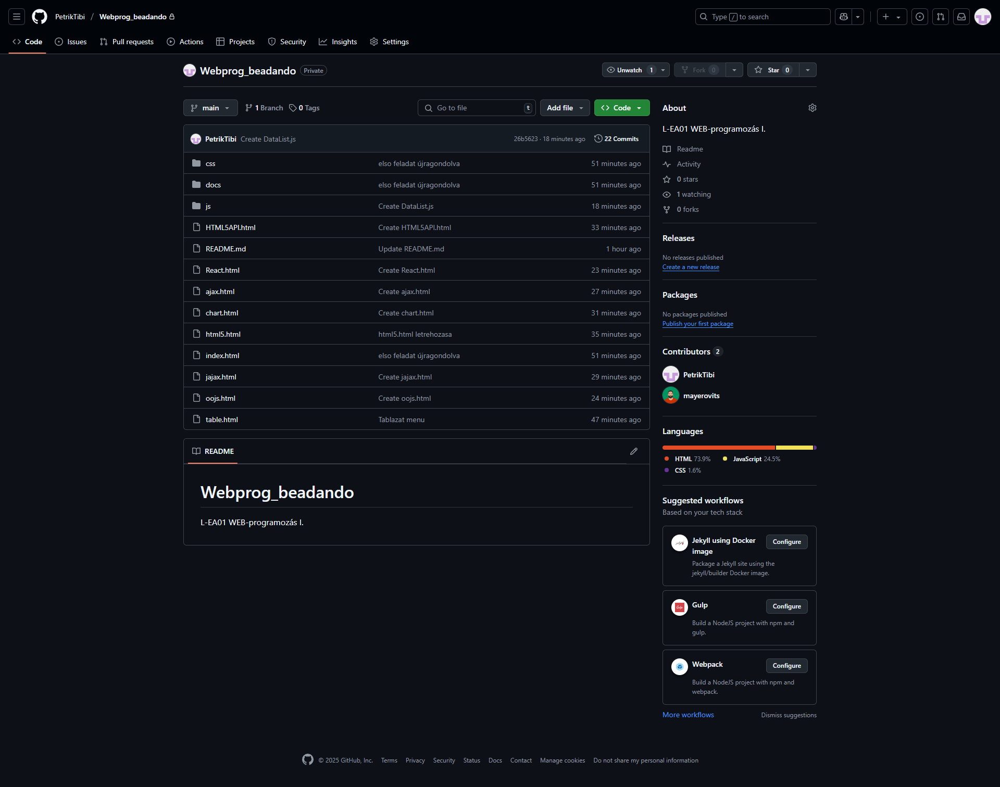 PetrikTibi / Webprog_beadando
Type / to search
Code Issues Pull requests Actions Projects Security Insights Settings
Webprog_beadando Private
Unwatch 1 Fork 0 Star 0
main 1 Branch 0 Tags
Go to file t Add file Code
PetrikTibi Create DataList.js 26b5623 · 18 minutes ago 22 Commits
css elso feladat újragondolva 51 minutes ago
docs elso feladat újragondolva 51 minutes ago
js Create DataList.js 18 minutes ago
HTML5API.html Create HTML5API.html 33 minutes ago
README.md Update README.md 1 hour ago
React.html Create React.html 23 minutes ago
ajax.html Create ajax.html 27 minutes ago
chart.html Create chart.html 31 minutes ago
html5.html html5.html letrehozasa 35 minutes ago
index.html elso feladat újragondolva 51 minutes ago
jajax.html Create jajax.html 29 minutes ago
oojs.html Create oojs.html 24 minutes ago
table.html Tablazat menu 47 minutes ago
README
Webprog_beadando
L-EA01 WEB-programozás I.
About
L-EA01 WEB-programozás I.
Readme
Activity
0 stars
1 watching
0 forks
Releases
No releases published
Create a new release
Packages
No packages published
Publish your first package
Contributors 2
PetrikTibi
mayerovits
Languages
HTML 73.9% JavaScript 24.5%
CSS 1.6%
Suggested workflows
Based on your tech stack
Jekyll using Docker image
Configure
Package a Jekyll site using the
jekyll/builder Docker image.
Gulp
Configure
Build a NodeJS project with npm and
gulp.
Webpack
Configure
Build a NodeJS project with npm and
webpack.
More workflows Dismiss suggestions
© 2025 GitHub, Inc. Terms Privacy Security Status Docs Contact Manage cookies Do not share my personal information